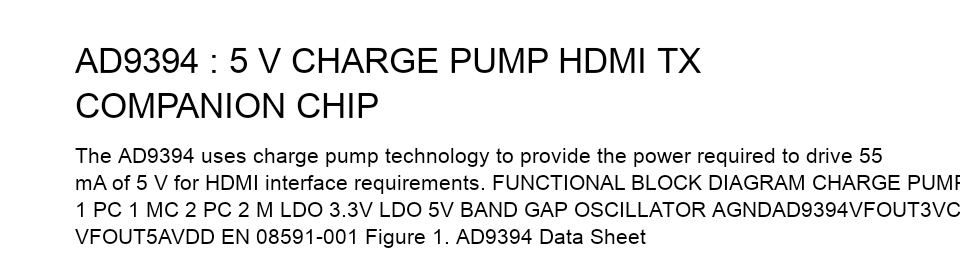 AD9394 : 5 V CHARGE PUMP HDMI TX
COMPANION CHIP
The AD9394 uses charge pump technology to provide the power required to drive 55
mA of 5 V for HDMI interface requirements. FUNCTIONAL BLOCK DIAGRAM CHARGE PUMP
1 PC 1 MC 2 PC 2 M LDO 3.3V LDO 5V BAND GAP OSCILLATOR AGNDAD9394VFOUT3VC
VFOUT5AVDD EN 08591-001 Figure 1. AD9394 Data Sheet